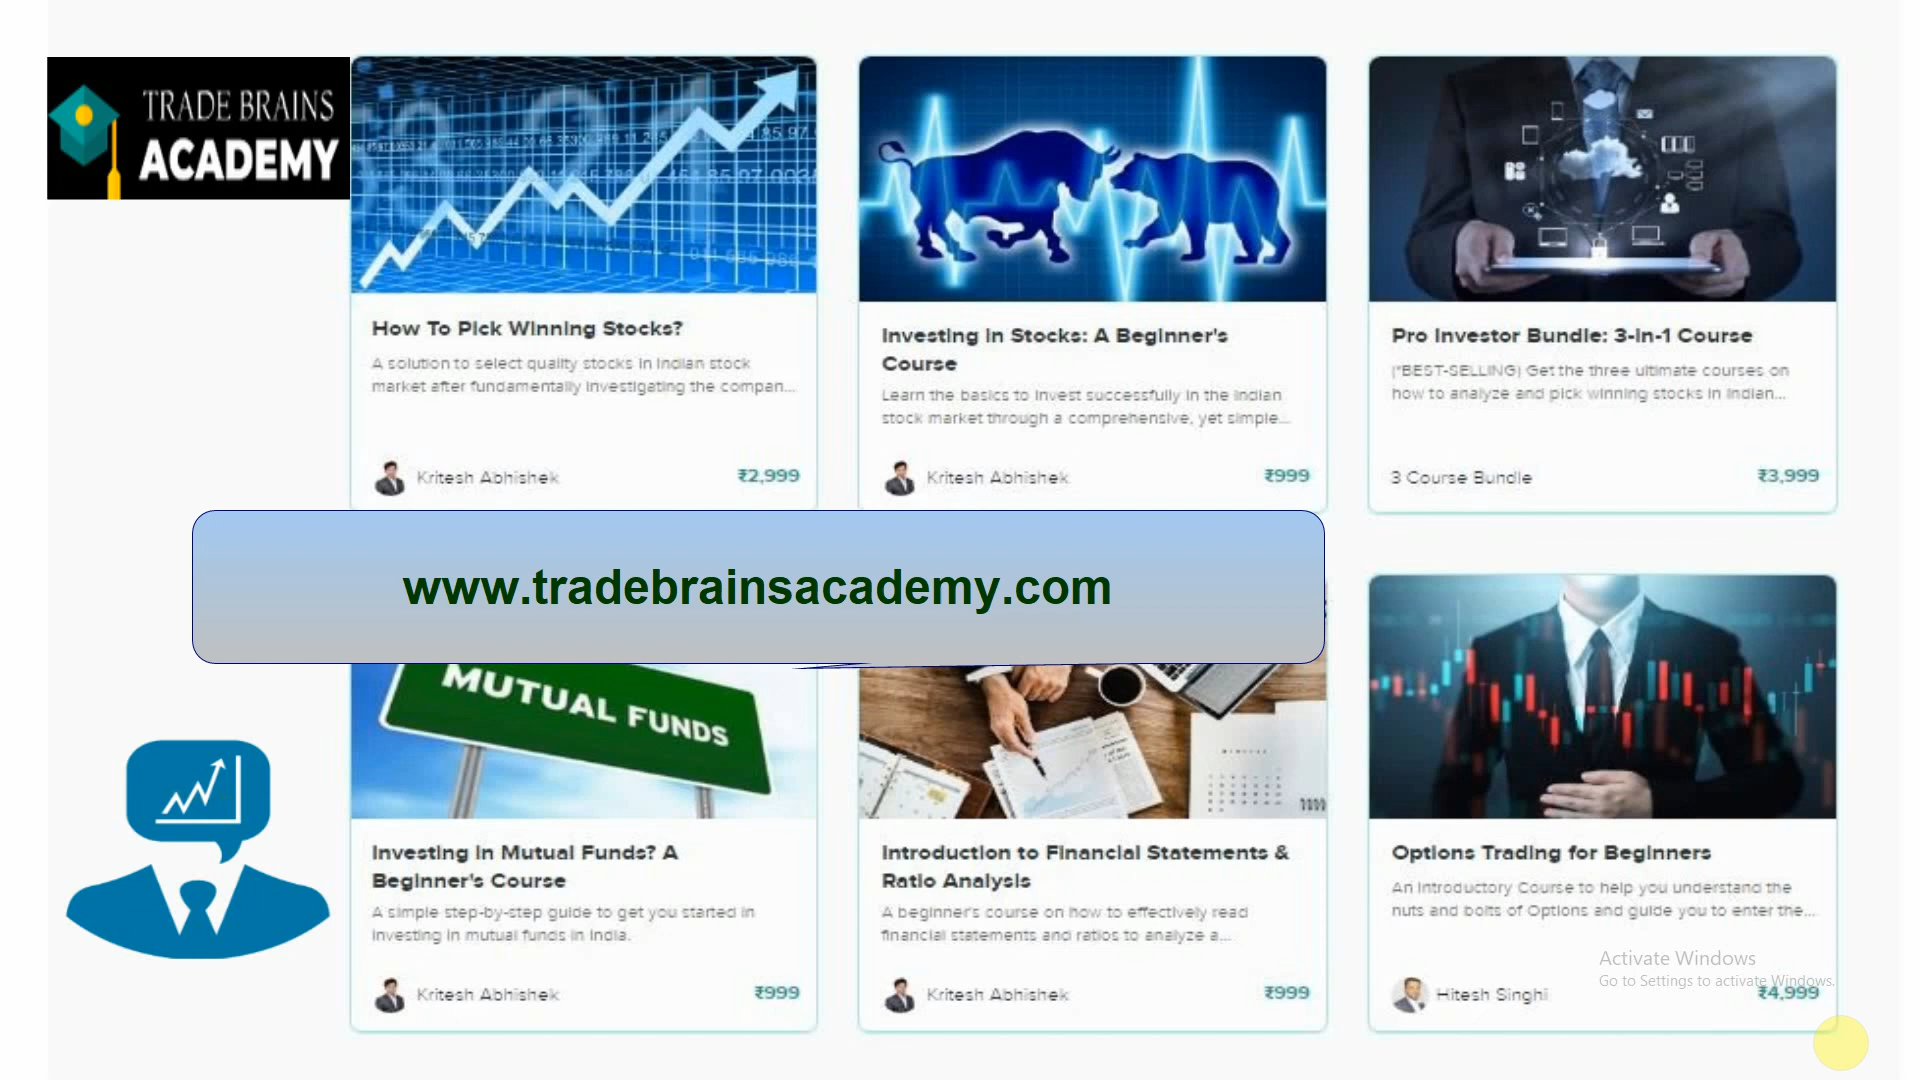 TRADE BRAINS
ACADEMY
How To Pick Winning Stocks?
A solution to select quality stocks in Indian stock
market after fundamentally investigating the compan...
Kritesh Abhishek
₹2,999
Investing in Stocks: A Beginner's
Course
Learn the basics to invest successfully in the Indian
stock market through a comprehensive, yet simple...
Kritesh Abhishek
₹999
Pro Investor Bundle: 3-in-1 Course
(*BEST-SELLING) Get the three ultimate courses on
how to analyze and pick winning stocks in Indian...
3 Course Bundle
₹3,999
www.tradebrainsacademy.com
MUTUAL FUNDS
Investing in Mutual Funds? A
Beginner's Course
A simple step-by-step guide to get you started in
investing in mutual funds in India.
Kritesh Abhishek
₹999
Introduction to Financial Statements &
Ratio Analysis
A beginner's course on how to effectively read
financial statements and ratios to analyze a...
Kritesh Abhishek
₹999
Options Trading for Beginners
An Introductory Course to help you understand the
nuts and bolts of Options and guide you to enter the...
Hitesh Singhi
₹4,999
Activate Windows
Go to Settings to activate Windows.